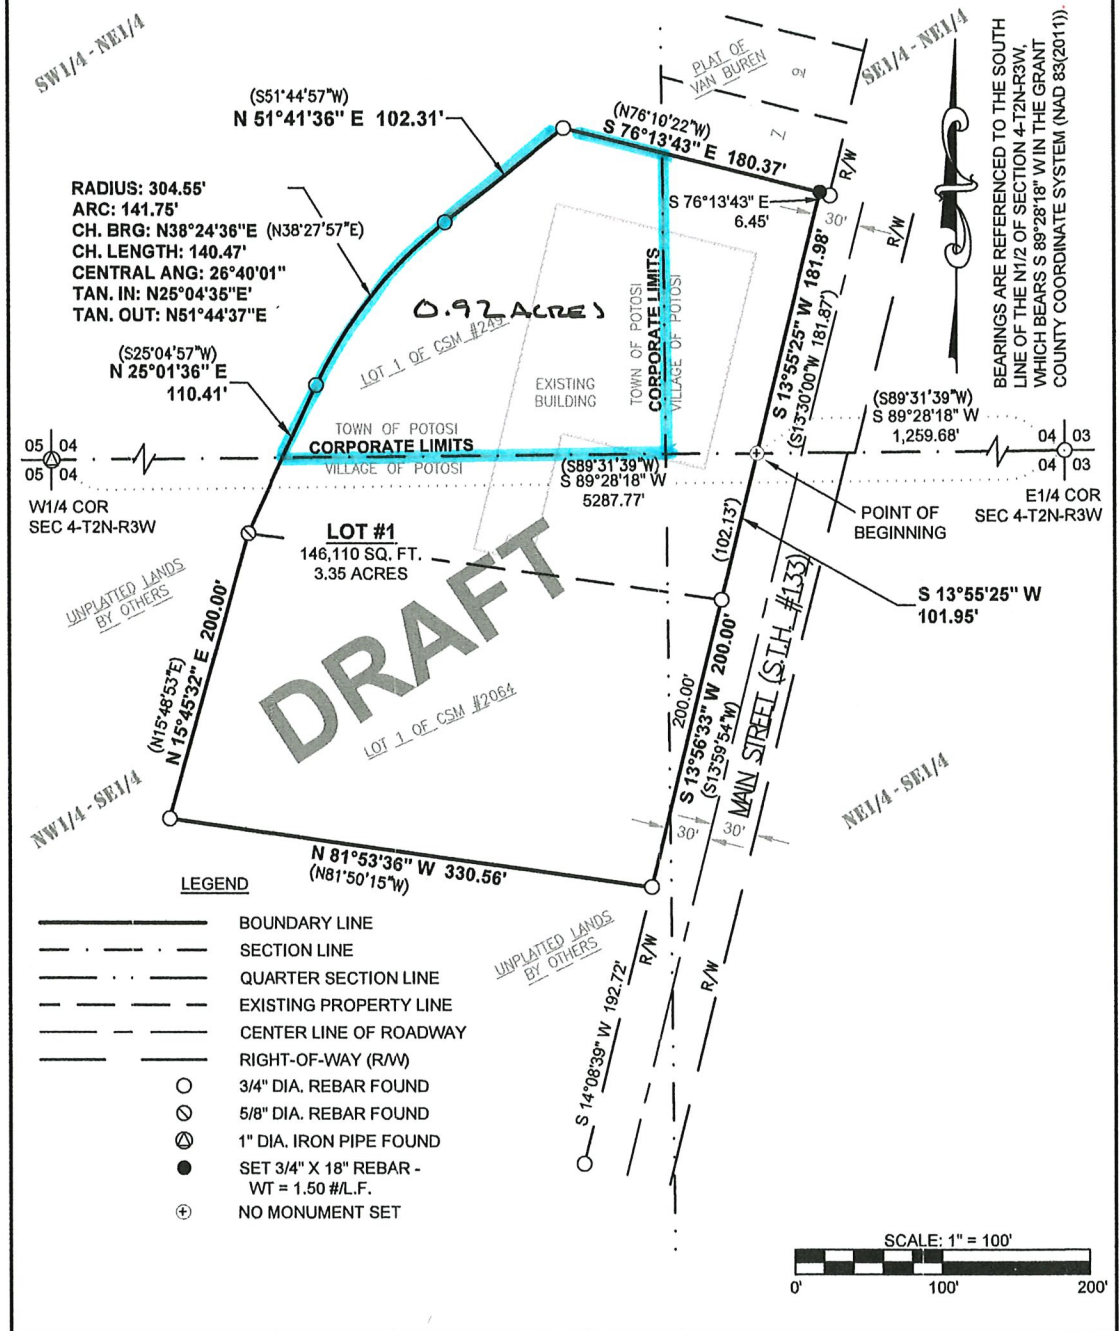 SW1/4 - NE1/4
SE1/4 - NE1/4
PLAT OF
VAN BUREN
6
7
(S51°44'57"W)
N 51°41'36" E 102.31'
(N76°10'22"W)
S 76°13'43" E 180.37'
R/W
BEARINGS ARE REFERENCED TO THE SOUTH
LINE OF THE N1/2 OF SECTION 4-T2N-R3W,
WHICH BEARS S 89°28'18" W IN THE GRANT
COUNTY COORDINATE SYSTEM (NAD 83(2011)).
RADIUS: 304.55'
ARC: 141.75'
CH. BRG: N38°24'36"E (N38°27'57"E)
CH. LENGTH: 140.47'
CENTRAL ANG: 26°40'01"
TAN. IN: N25°04'35"E'
TAN. OUT: N51°44'37"E
S 76°13'43" E
6.45'
30'
R/W
S 13°55'25" W 181.98'
(S13°30'00"W 181.87')
0.92 ACRES
LOT 1 OF CSM #249
EXISTING
BUILDING
TOWN OF POTOSI
CORPORATE LIMITS
VILLAGE OF POTOSI
(S25°04'57"W)
N 25°01'36" E
110.41'
TOWN OF POTOSI
CORPORATE LIMITS
VILLAGE OF POTOSI
(S89°31'39"W)
S 89°28'18" W
5287.77'
(S89°31'39"W)
S 89°28'18" W
1,259.68'
05 04
05 04
W1/4 COR
SEC 4-T2N-R3W
04 03
04 03
E1/4 COR
SEC 4-T2N-R3W
POINT OF
BEGINNING
(102.13')
S 13°55'25" W
101.95'
LOT #1
146,110 SQ. FT.
3.35 ACRES
UNPLATTED LANDS
BY OTHERS
DRAFT
LOT 1 OF CSM #2064
(N15°48'53"E)
N 15°45'32" E 200.00'
200.00'
S 13°56'33" W 200.00'
(S13°59'54"W)
MAIN STREET (S.T.H. #133)
30'
30'
NW1/4 - SE1/4
NE1/4 - SE1/4
N 81°53'36" W 330.56'
(N81°50'15"W)
UNPLATTED LANDS
BY OTHERS
R/W
R/W
S 14°08'39" W 192.72'
LEGEND
BOUNDARY LINE
SECTION LINE
QUARTER SECTION LINE
EXISTING PROPERTY LINE
CENTER LINE OF ROADWAY
RIGHT-OF-WAY (R/W)
3/4" DIA. REBAR FOUND
5/8" DIA. REBAR FOUND
1" DIA. IRON PIPE FOUND
SET 3/4" X 18" REBAR -
WT = 1.50 #/L.F.
NO MONUMENT SET
SCALE: 1" = 100'
0'
100'
200'